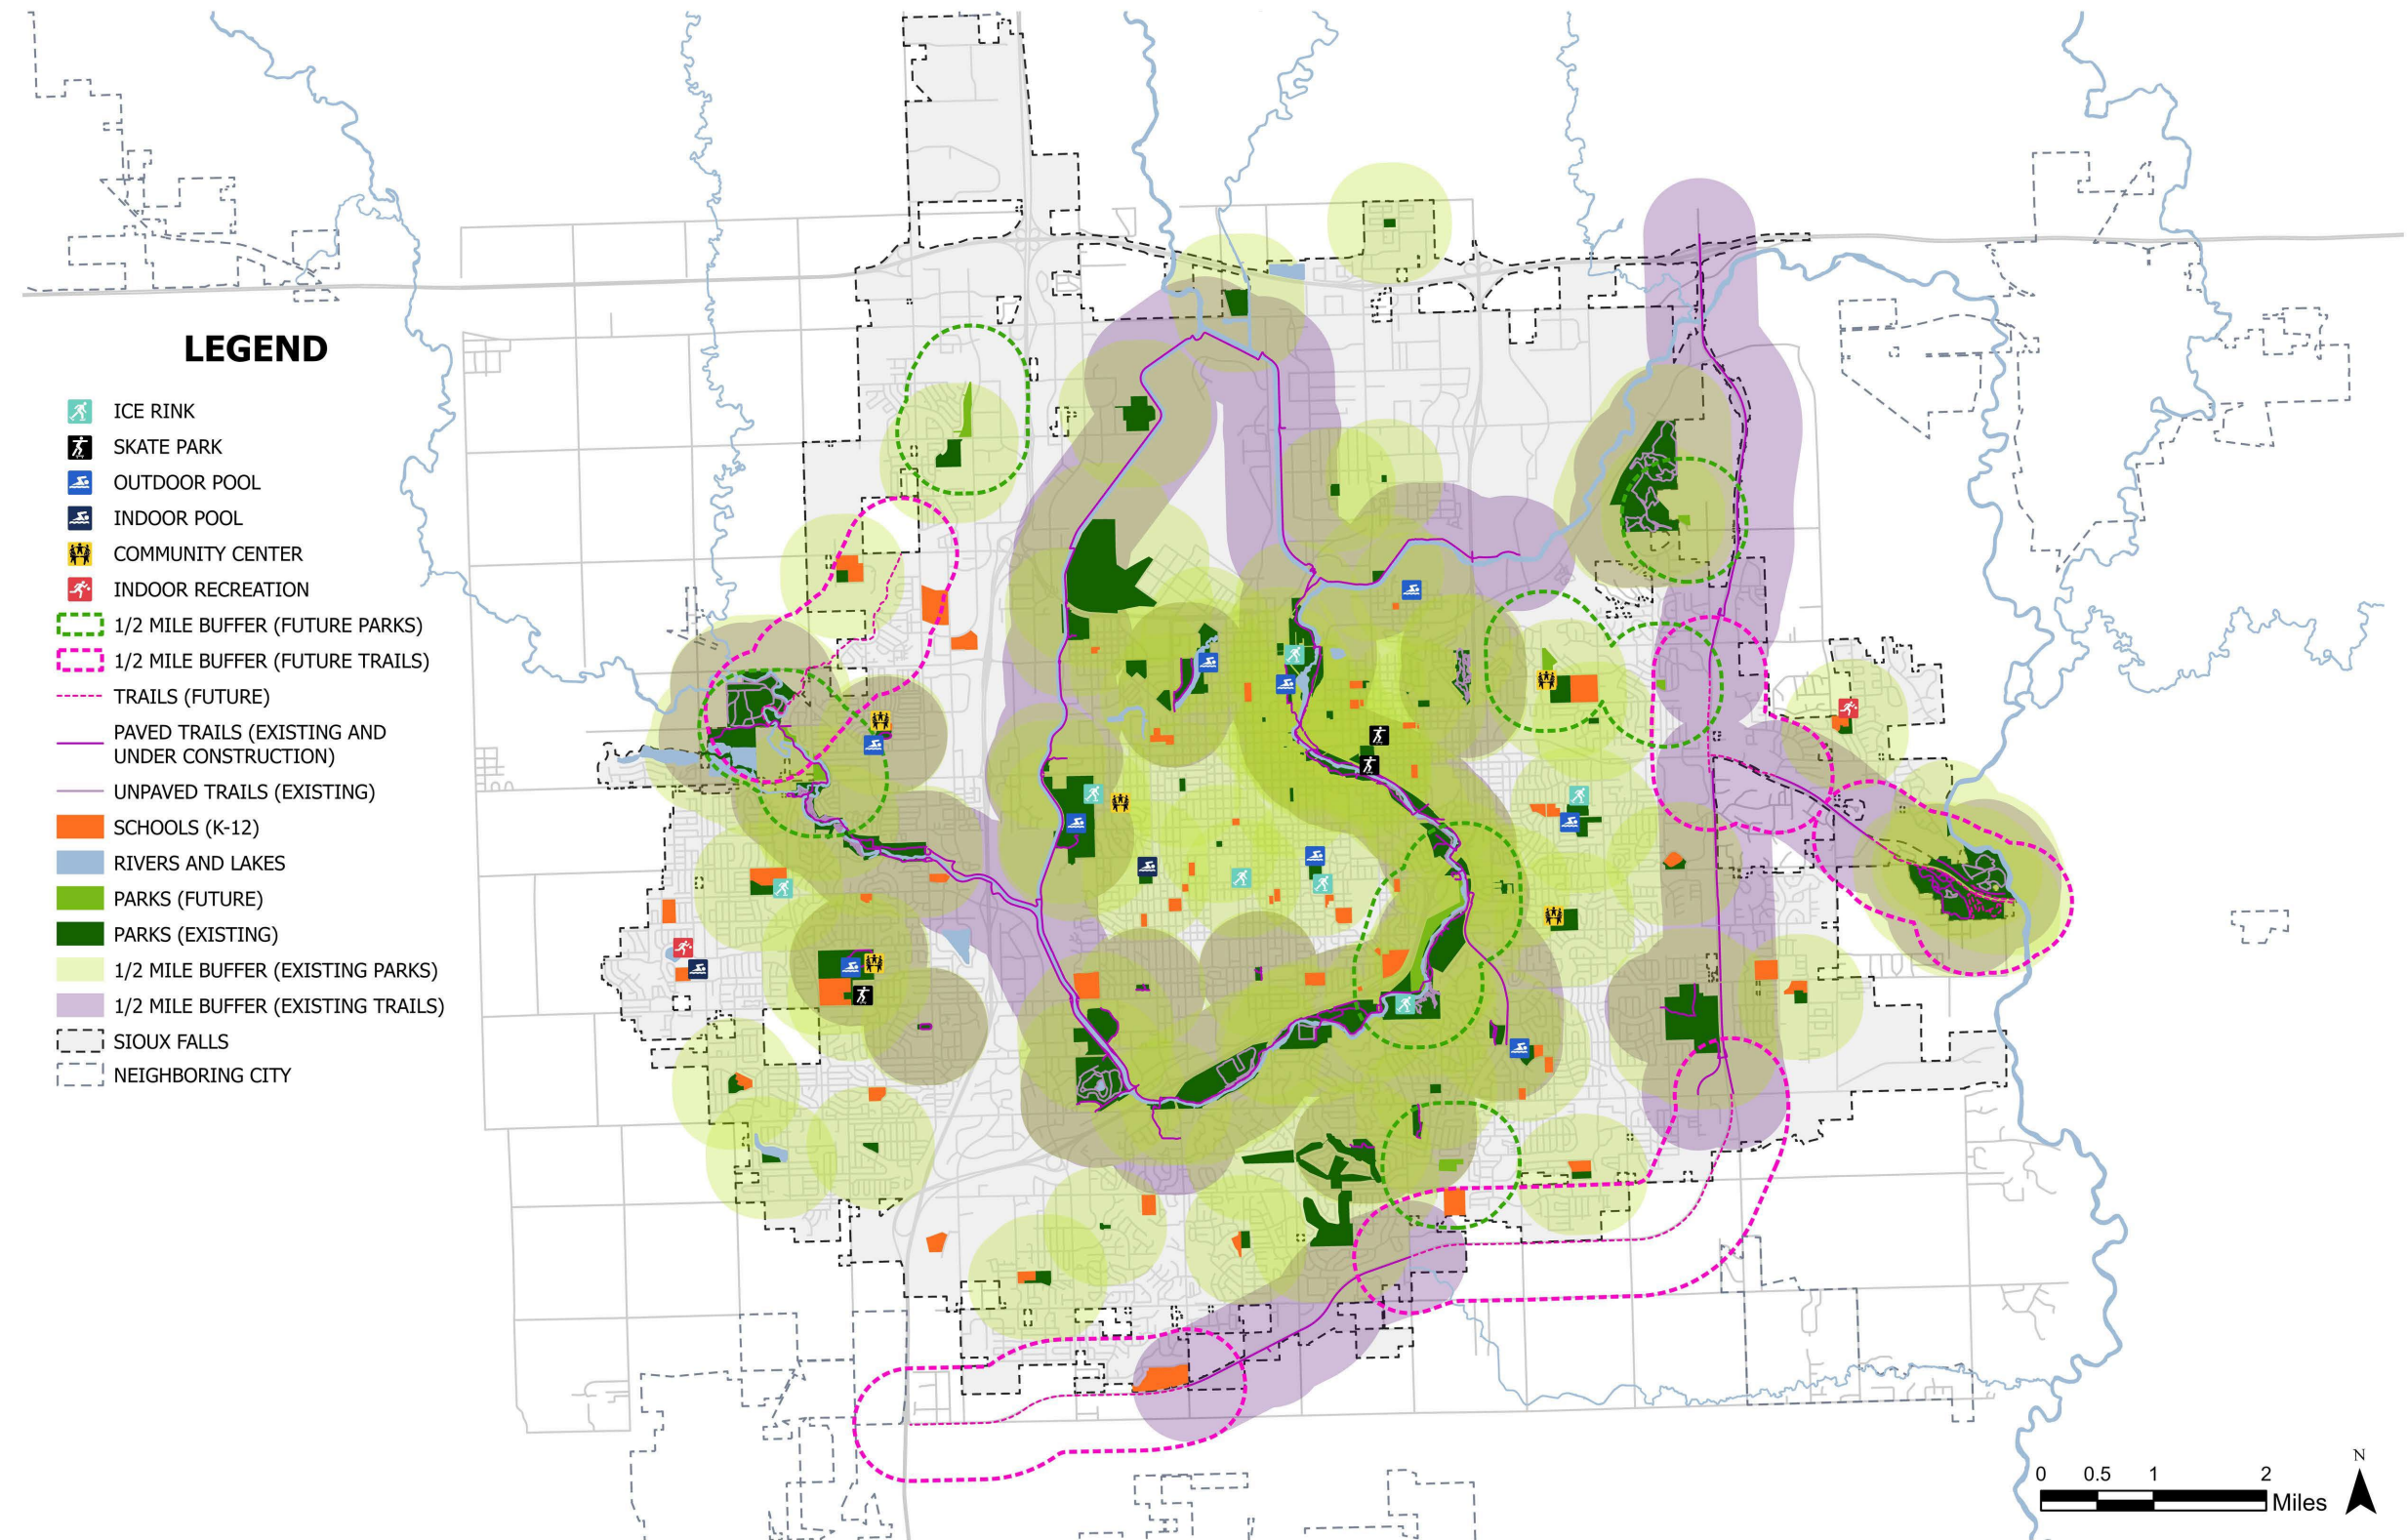 LEGEND
ICE RINK
SKATE PARK
OUTDOOR POOL
INDOOR POOL
COMMUNITY CENTER
INDOOR RECREATION
1/2 MILE BUFFER (FUTURE PARKS)
1/2 MILE BUFFER (FUTURE TRAILS)
TRAILS (FUTURE)
PAVED TRAILS (EXISTING AND
UNDER CONSTRUCTION)
UNPAVED TRAILS (EXISTING)
SCHOOLS (K-12)
RIVERS AND LAKES
PARKS (FUTURE)
PARKS (EXISTING)
1/2 MILE BUFFER (EXISTING PARKS)
1/2 MILE BUFFER (EXISTING TRAILS)
SIOUX FALLS
NEIGHBORING CITY
N
0 0.5 1 2
Miles